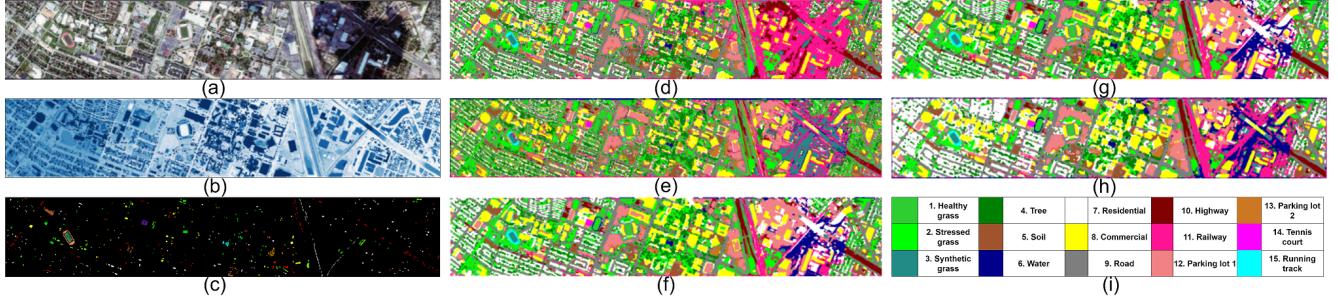 (a)
(b)
(c)
(d)
(e)
(f)
(g)
(h)
1. Healthy grass
4. Tree
7. Residential
10. Highway
13. Parking lot 2
2. Stressed grass
5. Soil
8. Commercial
11. Railway
14. Tennis court
3. Synthetic grass
6. Water
9. Road
12. Parking lot 1
15. Running track
(i)